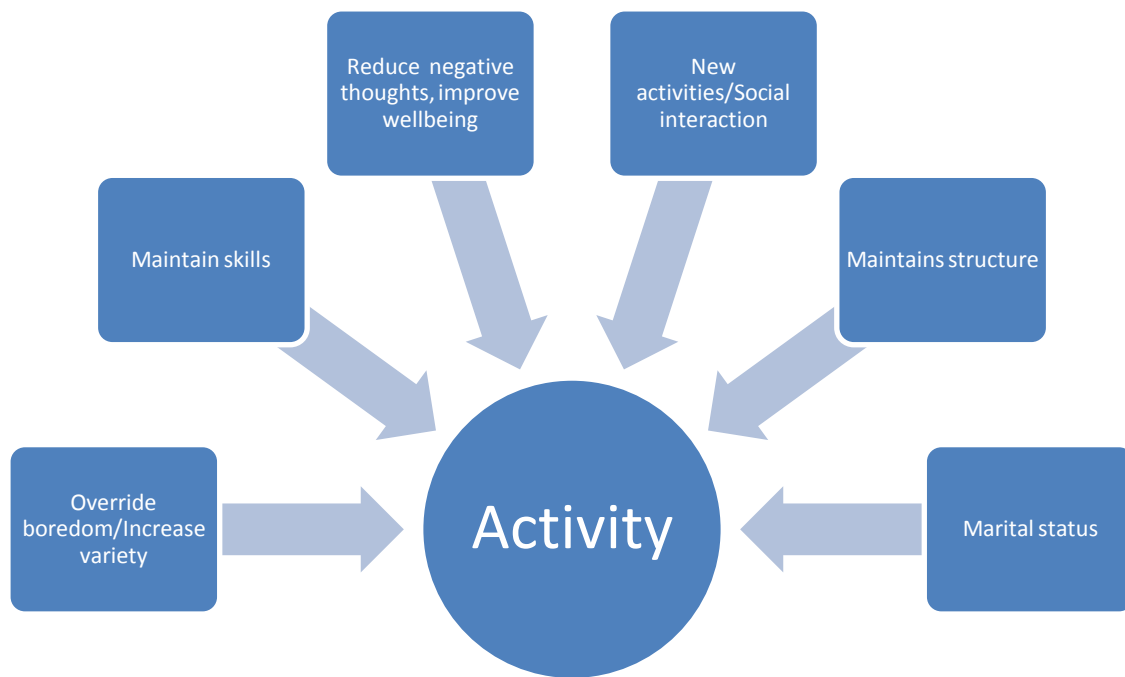 Reduce negative
thoughts, improve
wellbeing
New
activities/Social
interaction
Maintain skills
Maintains structure
Override
boredom/Increase
variety
Activity
Marital status